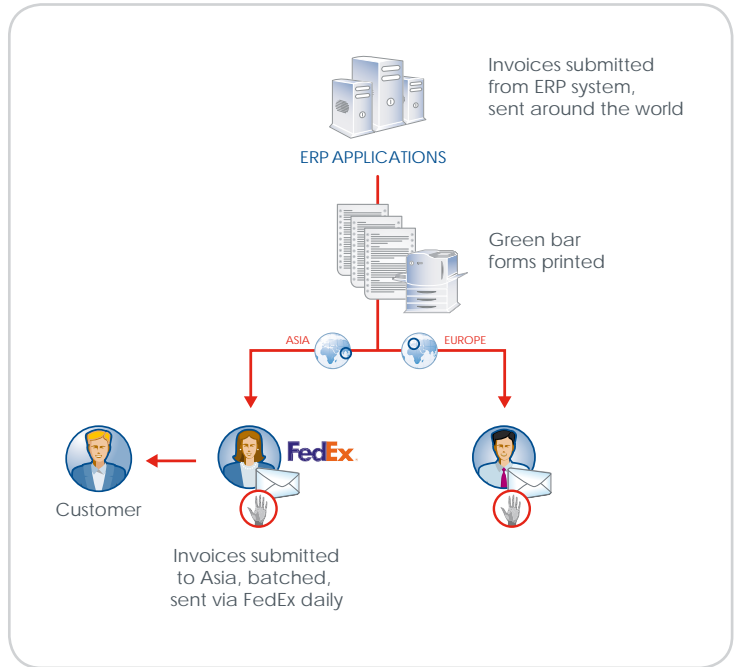 Invoices submitted
from ERP system,
sent around the world
ERP APPLICATIONS
Green bar
forms printed
ASIA
EUROPE
FedEx.
Customer
Invoices submitted
to Asia, batched,
sent via FedEx daily